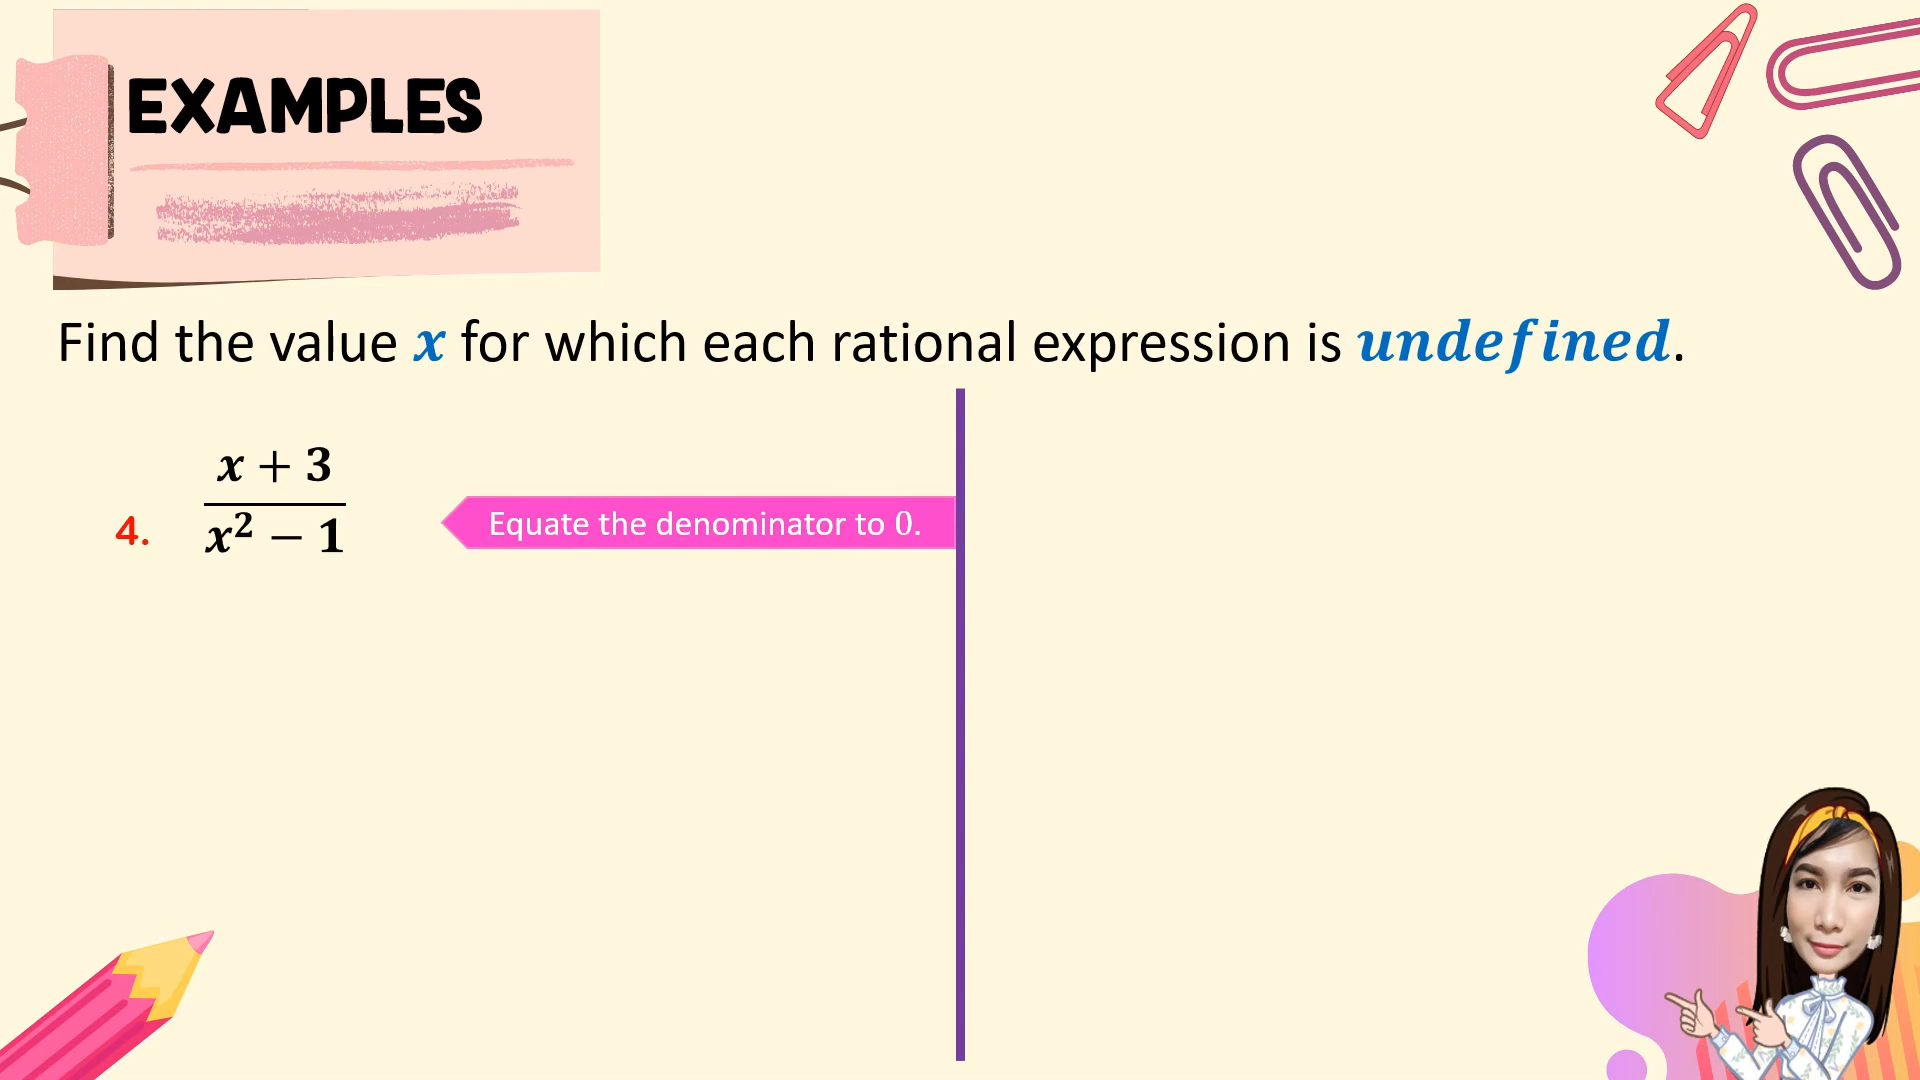 EXAMPLES
Find the value x for which each rational expression is undefined.
x + 3
4.
x² − 1
Equate the denominator to 0.